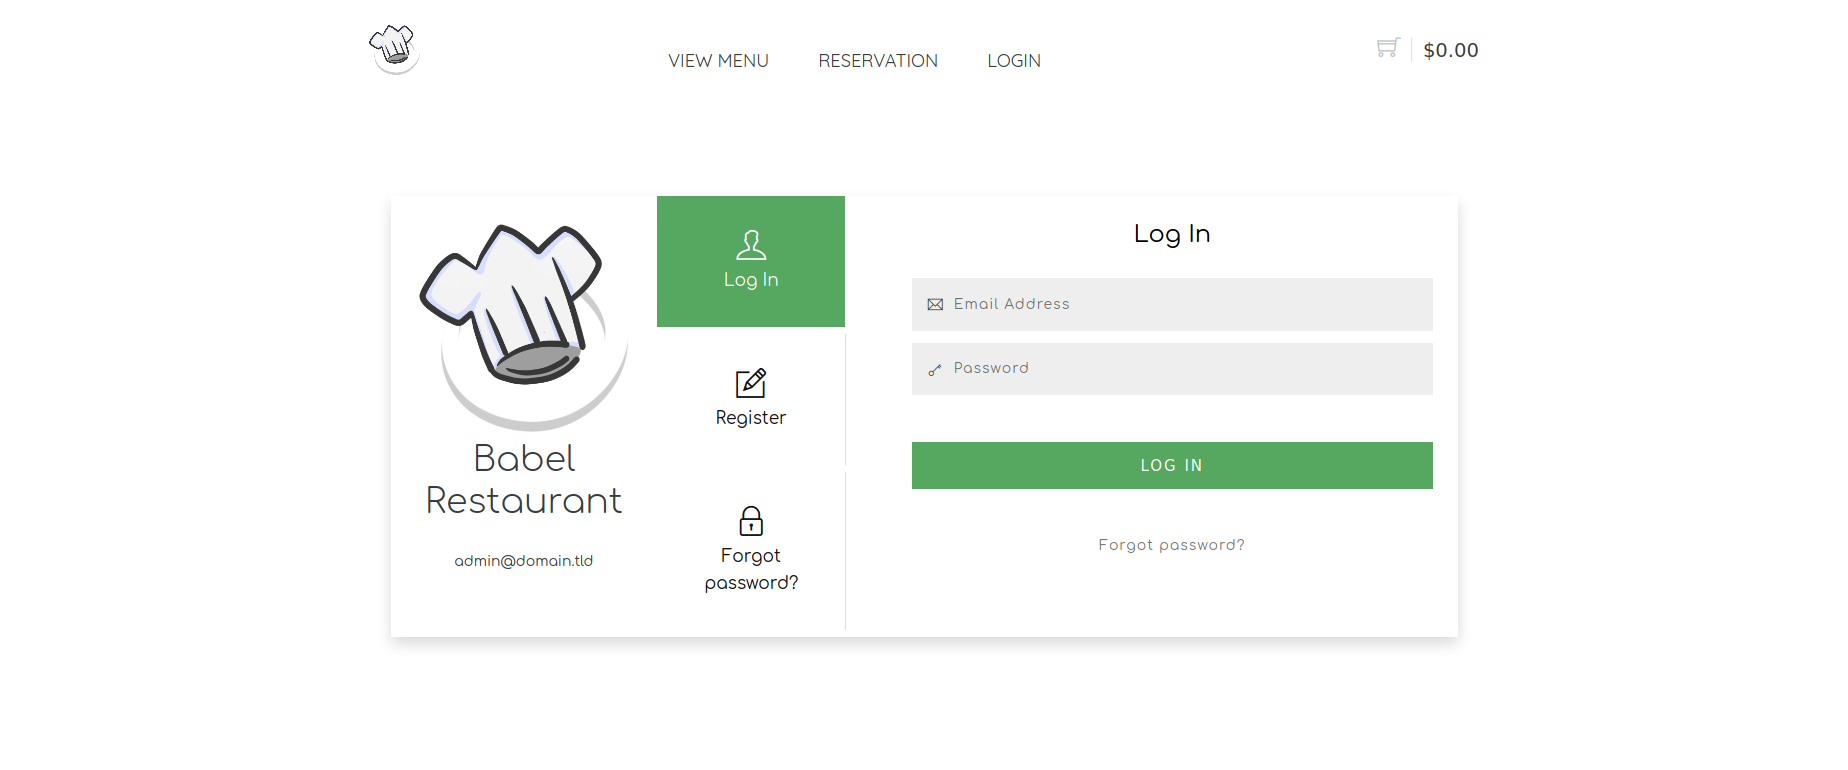 VIEW MENU RESERVATION LOGIN
$0.00
Babel
Restaurant
admin@domain.tld
Log In
Register
Forgot
password?
Log In
Email Address
Password
LOG IN
Forgot password?